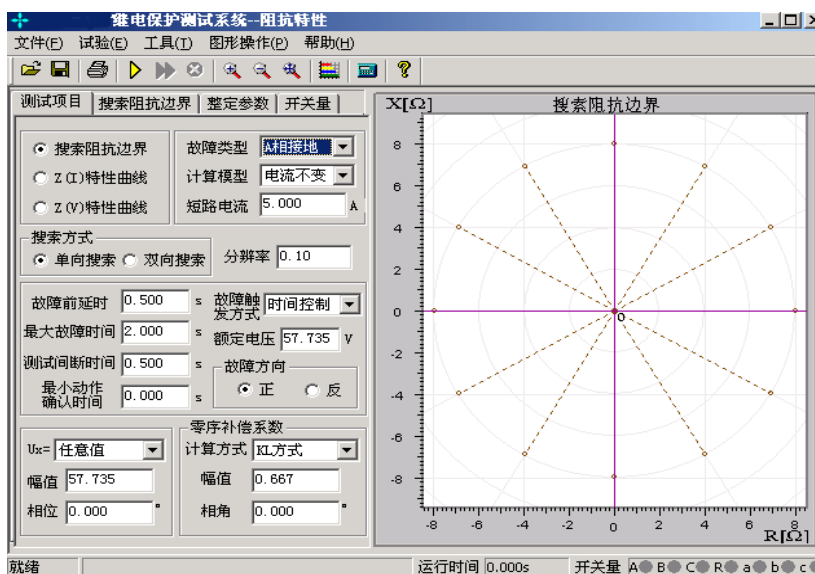 继电保护测试系统--阻抗特性
文件(F) 试验(E) 工具(T) 图形操作(P) 帮助(H)
测试项目 搜索阻抗边界 整定参数 开关量
搜索阻抗边界
Z(I)特性曲线
Z(V)特性曲线
故障类型 A相接地
计算模型 电流不变
短路电流 5.000 A
搜索方式
单向搜索 双向搜索 分辨率 0.10
故障前延时 0.500 s
最大故障时间 2.000 s
测试间断时间 0.500 s
最小动作
确认时间 0.000 s
故障触
发方式 时间控制
额定电压 57.735 V
故障方向
正 反
Ux= 任意值
幅值 57.735
相位 0.000 °
零序补偿系数
计算方式 KL方式
幅值 0.667
相角 0.000 °
X[Ω] 搜索阻抗边界
8
6
4
2
0
-2
-4
-6
-8
0
-8 -6 -4 -2 0 2 4 6 8
R[Ω]
就绪 运行时间 0.000s 开关量 A B C R a b c